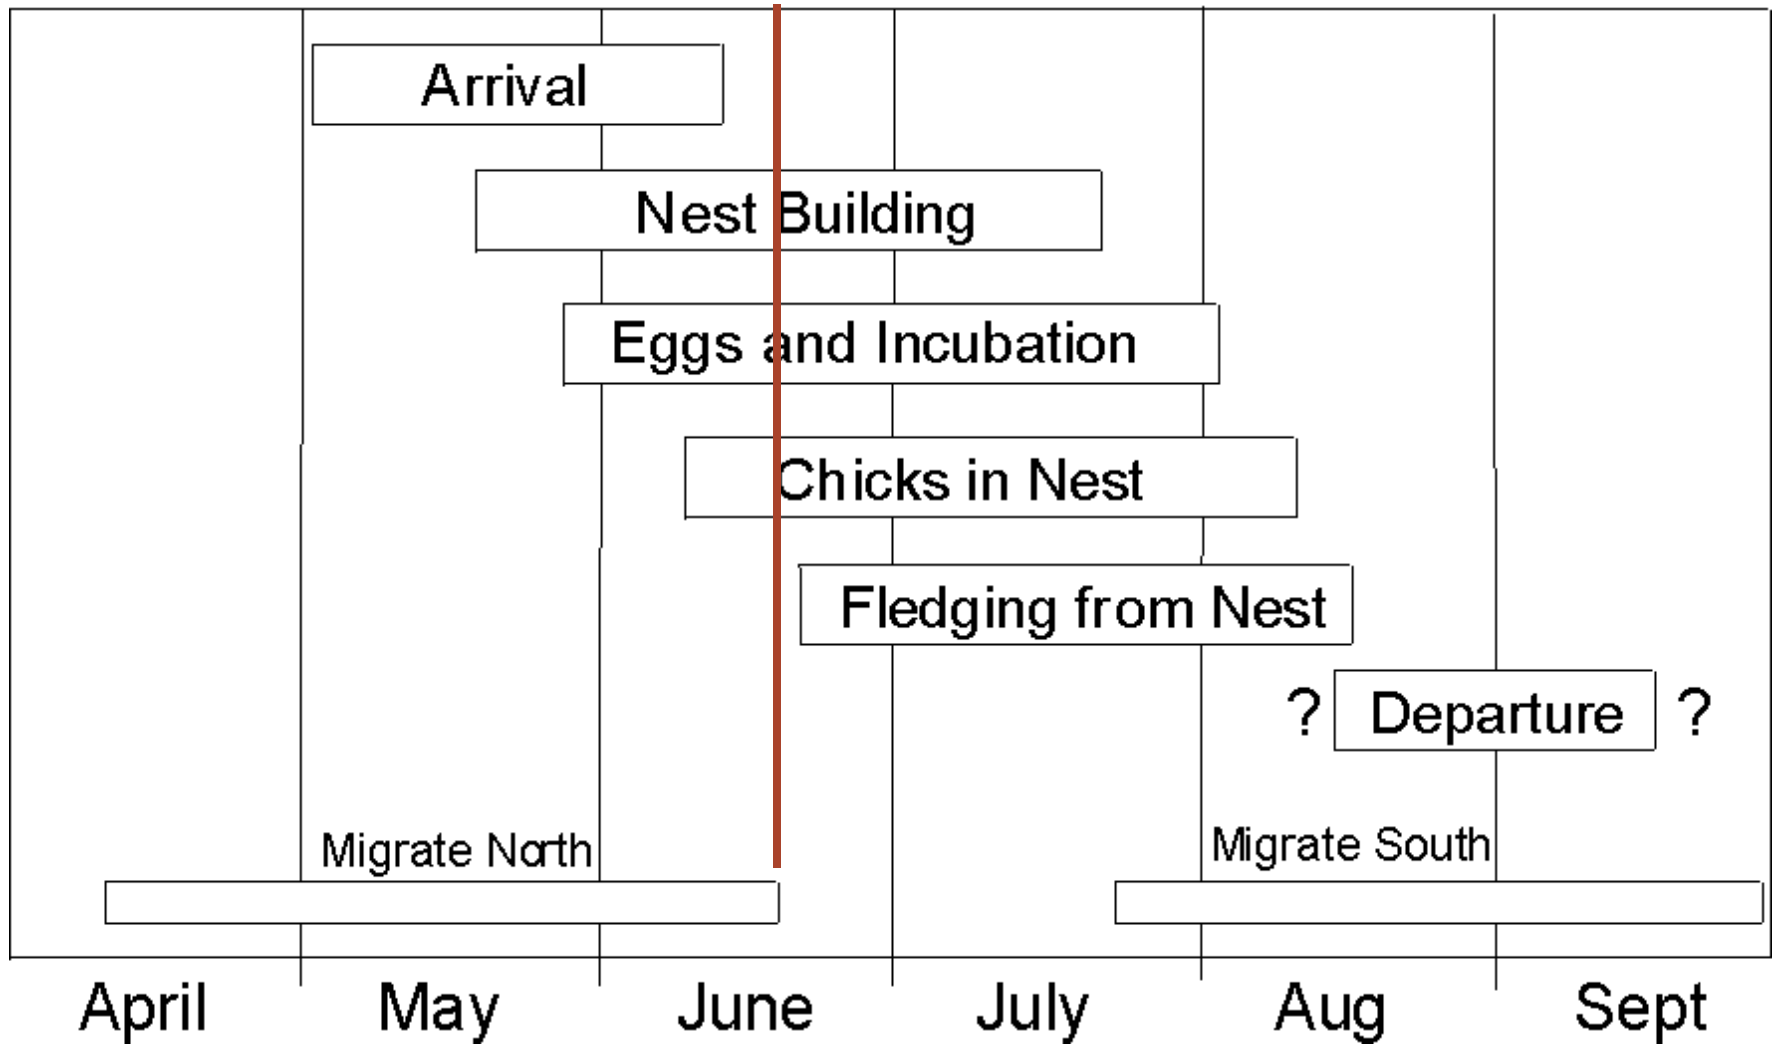 Arrival
Nest Building
Eggs and Incubation
Chicks in Nest
Fledging from Nest
? Departure ?
Migrate North
Migrate South
April May June July Aug Sept